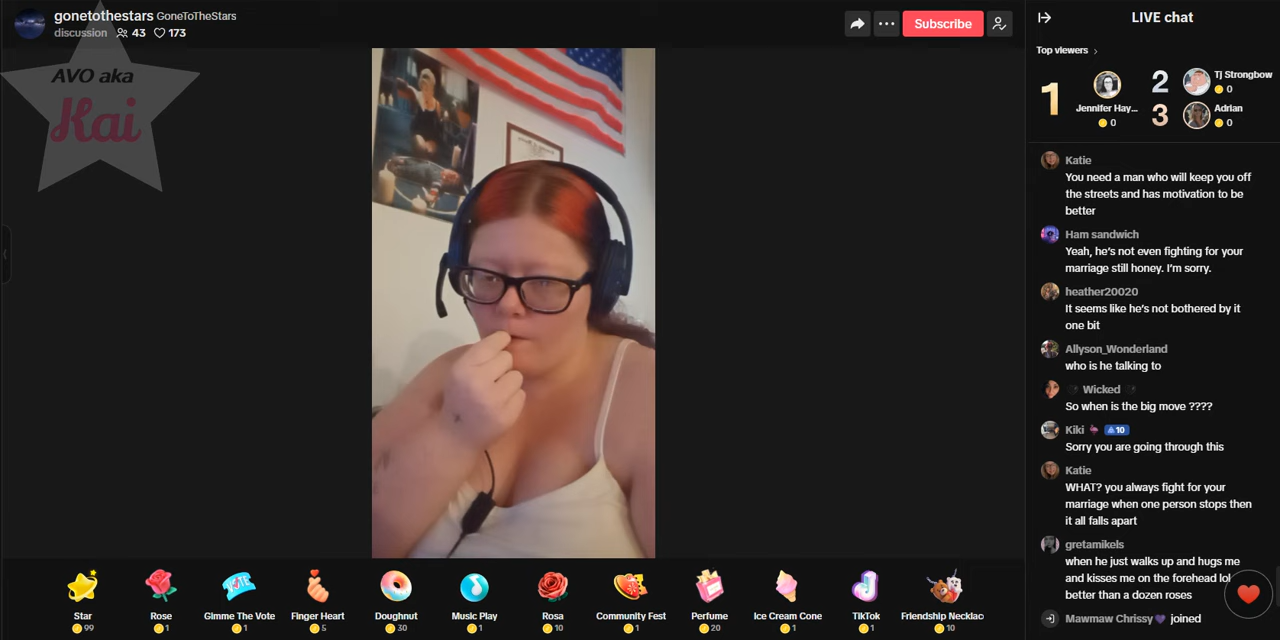 gonetothestars GoneToTheStars
discussion 43 173
Subscribe
AVO aka
Kai
LIVE chat
Top viewers
1
Jennifer Hay...
0
2
Tj Strongbow
0
3
Adrian
0
Katie
You need a man who will keep you off
the streets and has motivation to be
better
Ham sandwich
Yeah, he's not even fighting for your
marriage still honey. I'm sorry.
heather20020
It seems like he's not bothered by it
one bit
Allyson_Wonderland
who is he talking to
Wicked
So when is the big move ????
Kiki 10
Sorry you are going through this
Katie
WHAT? you always fight for your
marriage when one person stops then
it all falls apart
gretamikels
when he just walks up and hugs me
and kisses me on the forehead lol
better than a dozen roses
Mawmaw Chrissy joined
Star
99
Rose
1
Gimme The Vote
1
Finger Heart
5
Doughnut
30
Music Play
1
Rosa
10
Community Fest
1
Perfume
20
Ice Cream Cone
1
TikTok
1
Friendship Necklac
10